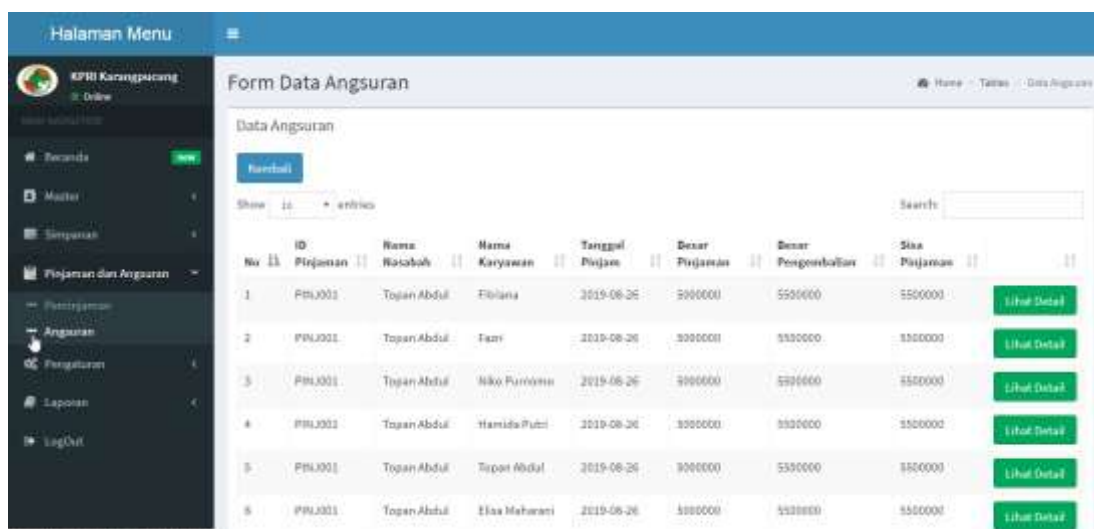 Halaman Menu
KPRI Karangpucang
Online
Form Data Angsuran
Home Tables Data Angsuran
Data Angsuran
Kembali
Beranda new
Master
Show 10 entries
Search:
Simpanan
No ID Pinjaman Nama Nasabah Nama Karyawan Tanggal Pinjam Besar Pinjaman Besar Pengembalian Sisa Pinjaman
Pinjaman dan Angsuran
Peminjaman
Angsuran
Pengaturan
Laporan
LogOut
1 PINJ001 Topan Abdul Fitriana 2019-08-26 5000000 5500000 5500000 Lihat Detail
2 PINJ001 Topan Abdul Fazri 2019-08-26 5000000 5500000 5500000 Lihat Detail
3 PINJ001 Topan Abdul Niko Purnomo 2019-08-26 5000000 5500000 5500000 Lihat Detail
4 PINJ001 Topan Abdul Hamida Putri 2019-08-26 5000000 5500000 5500000 Lihat Detail
5 PINJ001 Topan Abdul Topan Abdul 2019-08-26 5000000 5500000 5500000 Lihat Detail
6 PINJ001 Topan Abdul Elisa Maharani 2019-08-26 5000000 5500000 5500000 Lihat Detail